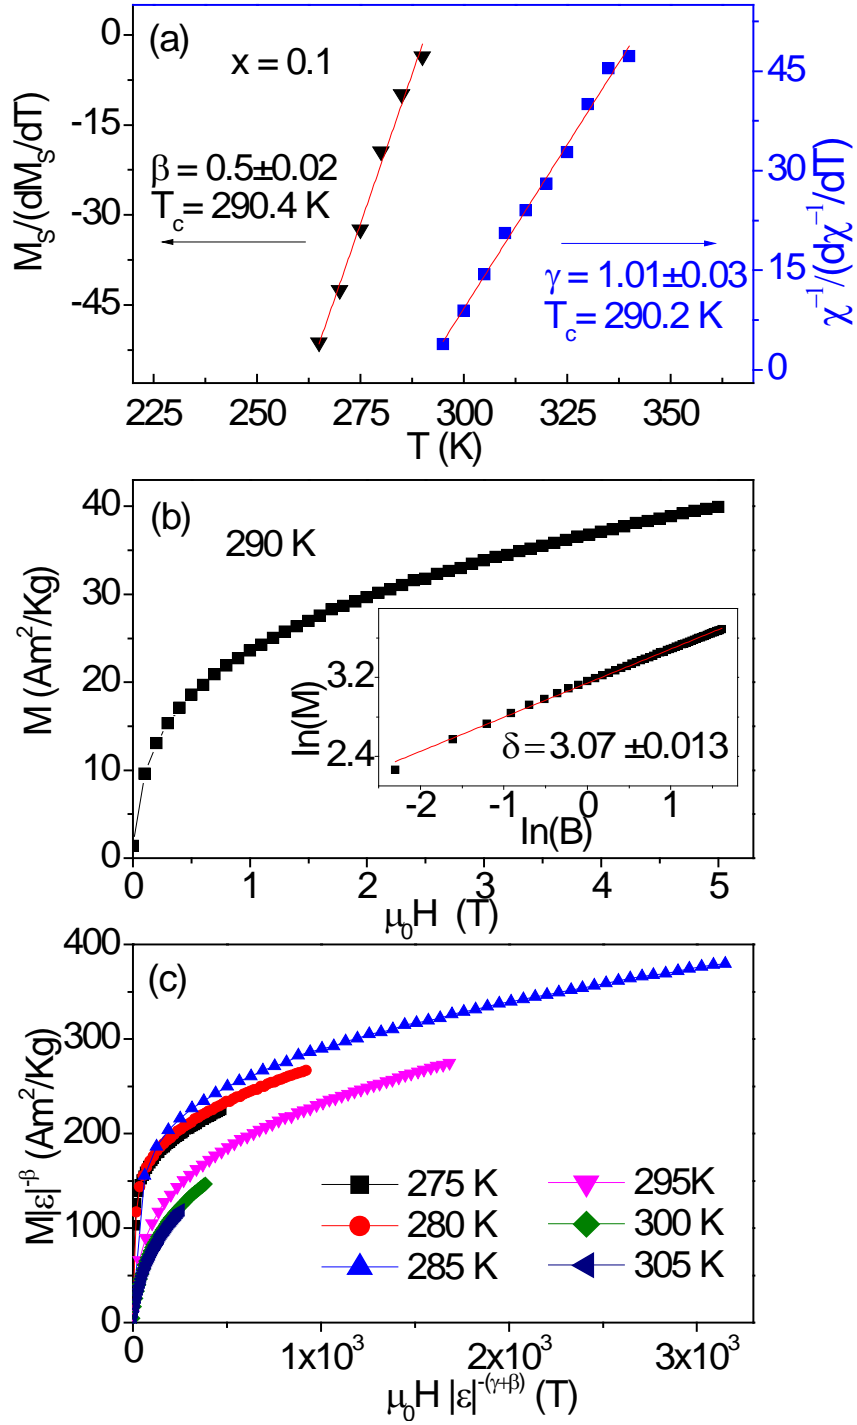 (a)
x = 0.1
β = 0.5±0.02
T_c = 290.4 K
γ = 1.01±0.03
T_c = 290.2 K
M_S/(dM_S/dT)
0
-15
-30
-45
χ⁻¹/(dχ⁻¹/dT)
45
30
15
0
225 250 275 300 325 350
T (K)
(b)
290 K
M (Am²/Kg)
40
30
20
10
0
ln(M)
3.2
2.4
δ = 3.07 ±0.013
-2 -1 0 1
ln(B)
0 1 2 3 4 5
μ₀H (T)
(c)
M|ε|^-β (Am²/Kg)
400
300
200
100
0
275 K
280 K
285 K
295K
300 K
305 K
0 1x10³ 2x10³ 3x10³
μ₀H |ε|^-(γ+β) (T)